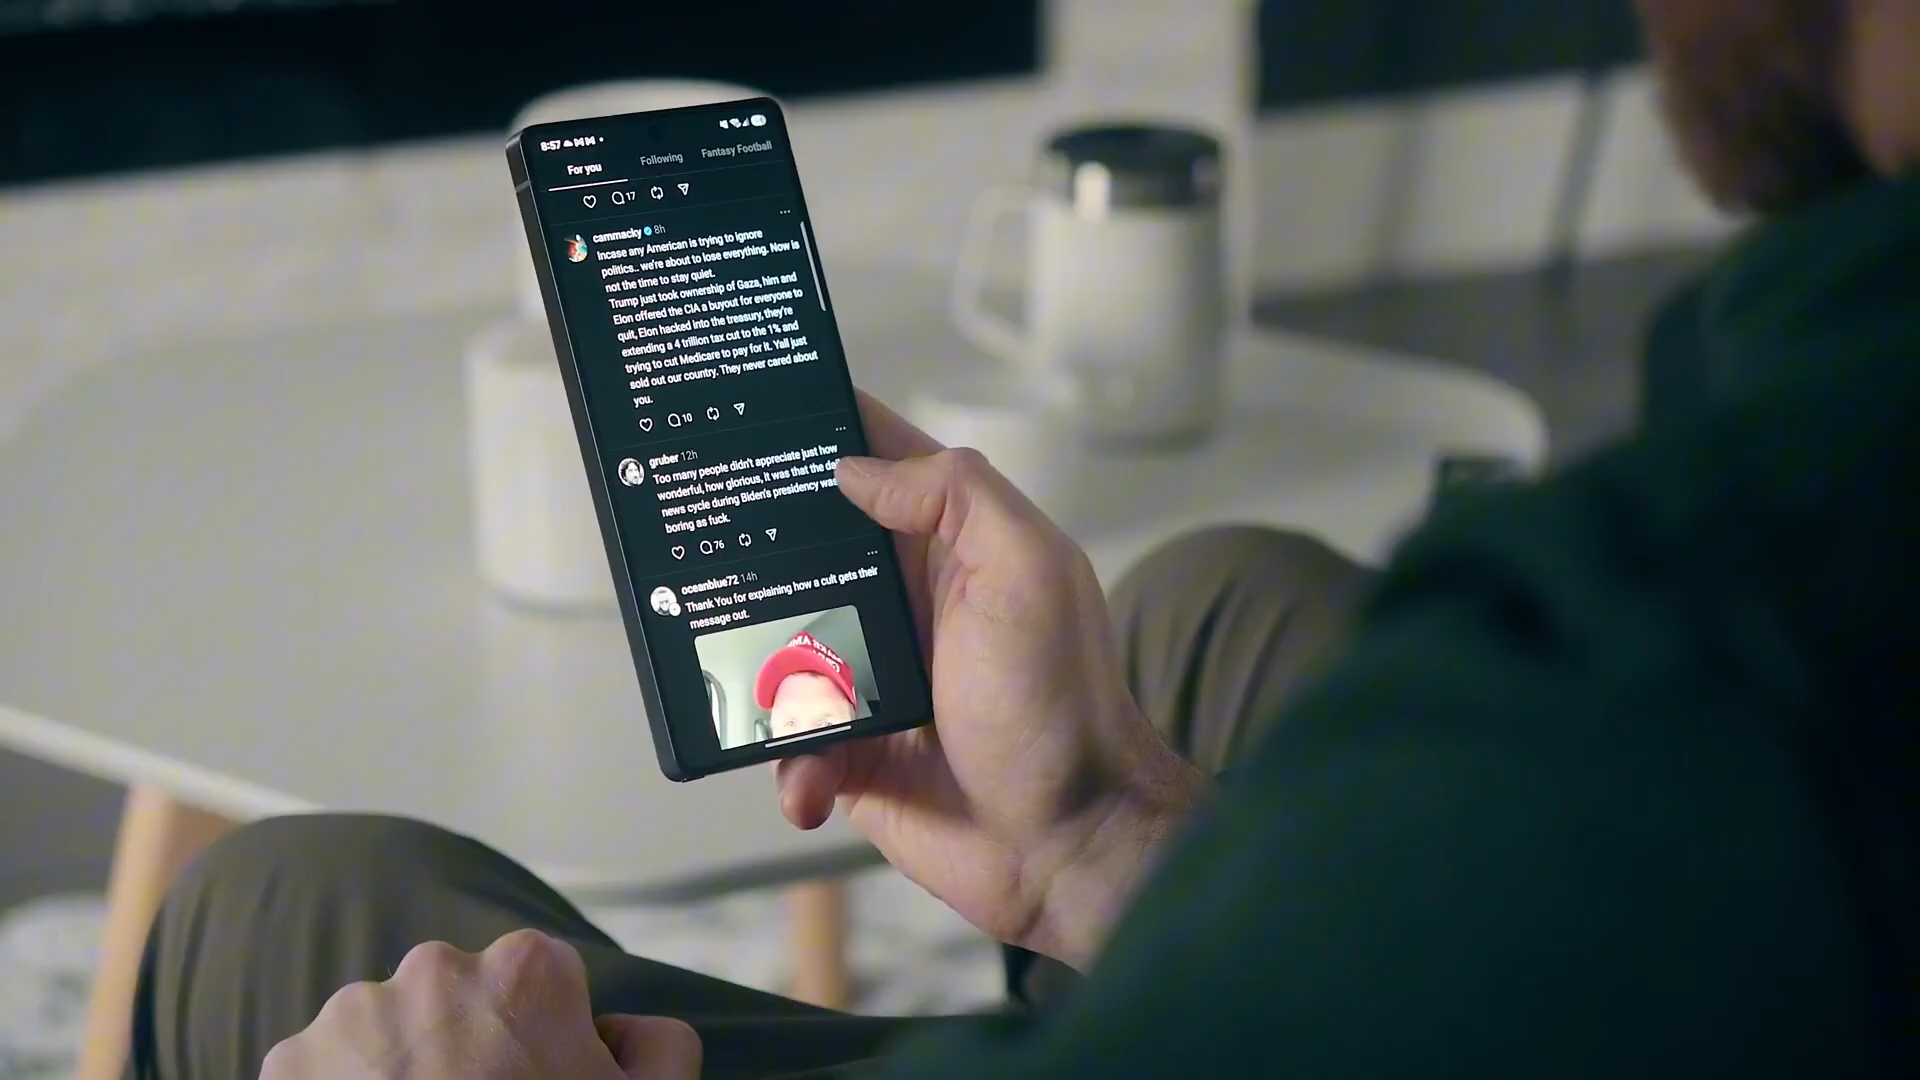 8:57
For you Following Fantasy Football
17
cammacky 8h
Incase any American is trying to ignore
politics.. we're about to lose everything. Now is
not the time to stay quiet.
Trump just took ownership of Gaza, him and
Elon offered the CIA a buyout for everyone to
quit, Elon hacked into the treasury, they're
extending a 4 trillion tax cut to the 1% and
trying to cut Medicare to pay for it. Yall just
sold out our country. They never cared about
you.
10
gruber 12h
Too many people didn't appreciate just how
wonderful, how glorious, it was that the
news cycle during Biden's presidency was
boring as fuck.
76
oceanblue72 14h
Thank You for explaining how a cult gets their
message out.